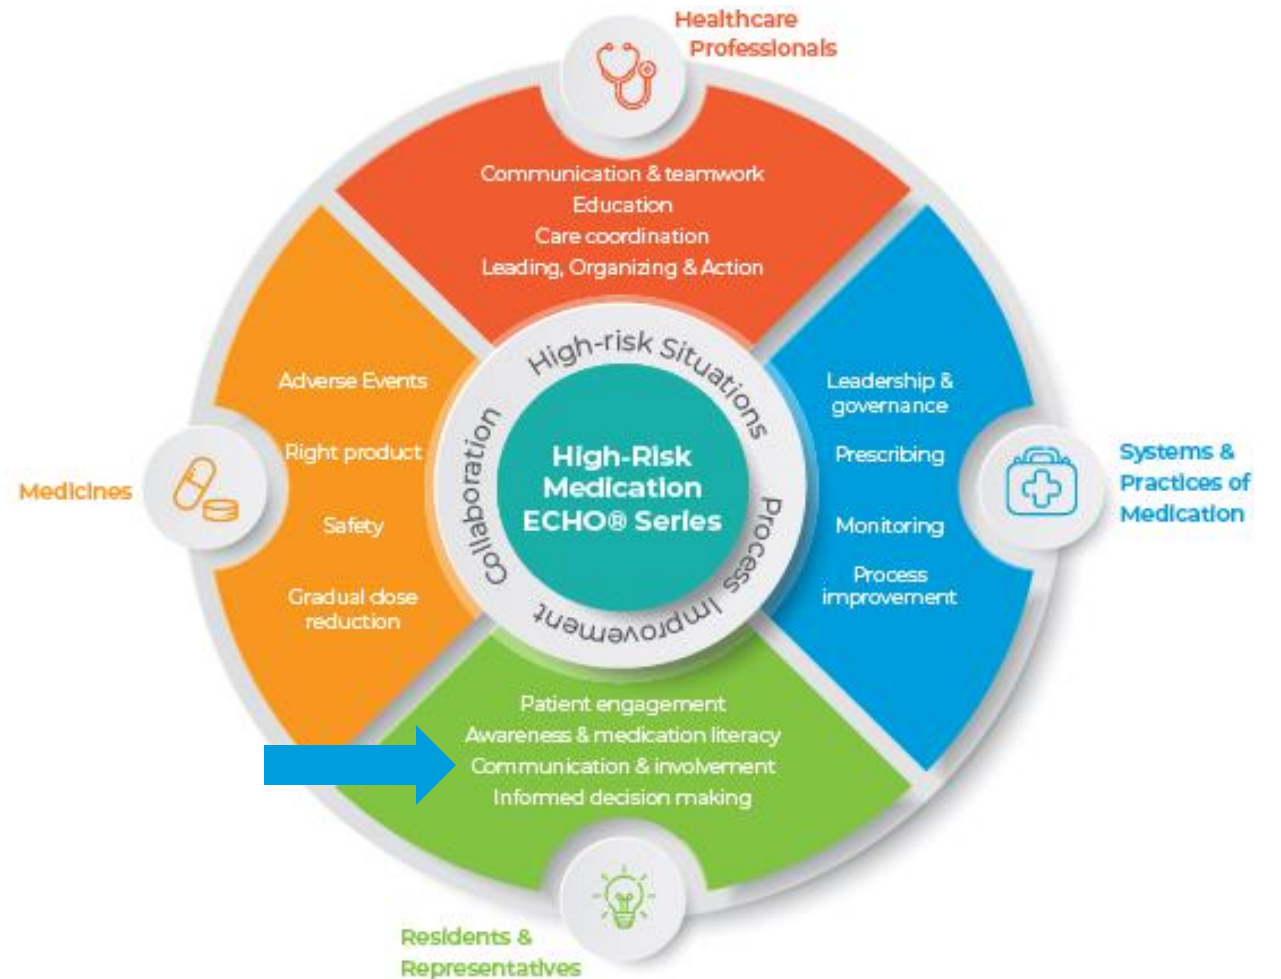 Healthcare
Professionals
Communication & teamwork
Education
Care coordination
Leading, Organizing & Action
Adverse Events
Right product
Safety
Gradual dose
reduction
Medicines
High-risk Situations
Process Improvement
Collaboration
High-Risk
Medication
ECHO® Series
Leadership &
governance
Prescribing
Monitoring
Process
improvement
Systems &
Practices of
Medication
Patient engagement
Awareness & medication literacy
Communication & involvement
Informed decision making
Residents &
Representatives